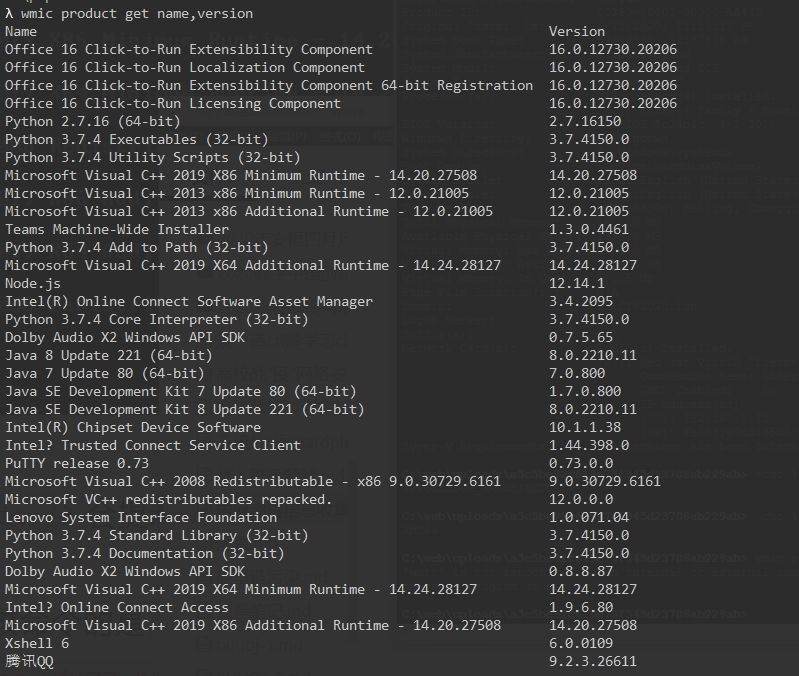 λ wmic product get name,version
Name Version
Office 16 Click-to-Run Extensibility Component 16.0.12730.20206
Office 16 Click-to-Run Localization Component 16.0.12730.20206
Office 16 Click-to-Run Extensibility Component 64-bit Registration 16.0.12730.20206
Office 16 Click-to-Run Licensing Component 16.0.12730.20206
Python 2.7.16 (64-bit) 2.7.16150
Python 3.7.4 Executables (32-bit) 3.7.4150.0
Python 3.7.4 Utility Scripts (32-bit) 3.7.4150.0
Microsoft Visual C++ 2019 X86 Minimum Runtime - 14.20.27508 14.20.27508
Microsoft Visual C++ 2013 x86 Minimum Runtime - 12.0.21005 12.0.21005
Microsoft Visual C++ 2013 x86 Additional Runtime - 12.0.21005 12.0.21005
Teams Machine-Wide Installer 1.3.0.4461
Python 3.7.4 Add to Path (32-bit) 3.7.4150.0
Microsoft Visual C++ 2019 X64 Additional Runtime - 14.24.28127 14.24.28127
Node.js 12.14.1
Intel(R) Online Connect Software Asset Manager 3.4.2095
Python 3.7.4 Core Interpreter (32-bit) 3.7.4150.0
Dolby Audio X2 Windows API SDK 0.7.5.65
Java 8 Update 221 (64-bit) 8.0.2210.11
Java 7 Update 80 (64-bit) 7.0.800
Java SE Development Kit 7 Update 80 (64-bit) 1.7.0.800
Java SE Development Kit 8 Update 221 (64-bit) 8.0.2210.11
Intel(R) Chipset Device Software 10.1.1.38
Intel? Trusted Connect Service Client 1.44.398.0
PuTTY release 0.73 0.73.0.0
Microsoft Visual C++ 2008 Redistributable - x86 9.0.30729.6161 9.0.30729.6161
Microsoft VC++ redistributables repacked. 12.0.0.0
Lenovo System Interface Foundation 1.0.071.04
Python 3.7.4 Standard Library (32-bit) 3.7.4150.0
Python 3.7.4 Documentation (32-bit) 3.7.4150.0
Dolby Audio X2 Windows API SDK 0.8.8.87
Microsoft Visual C++ 2019 X64 Minimum Runtime - 14.24.28127 14.24.28127
Intel? Online Connect Access 1.9.6.80
Microsoft Visual C++ 2019 X86 Additional Runtime - 14.20.27508 14.20.27508
Xshell 6 6.0.0109
腾讯QQ 9.2.3.26611